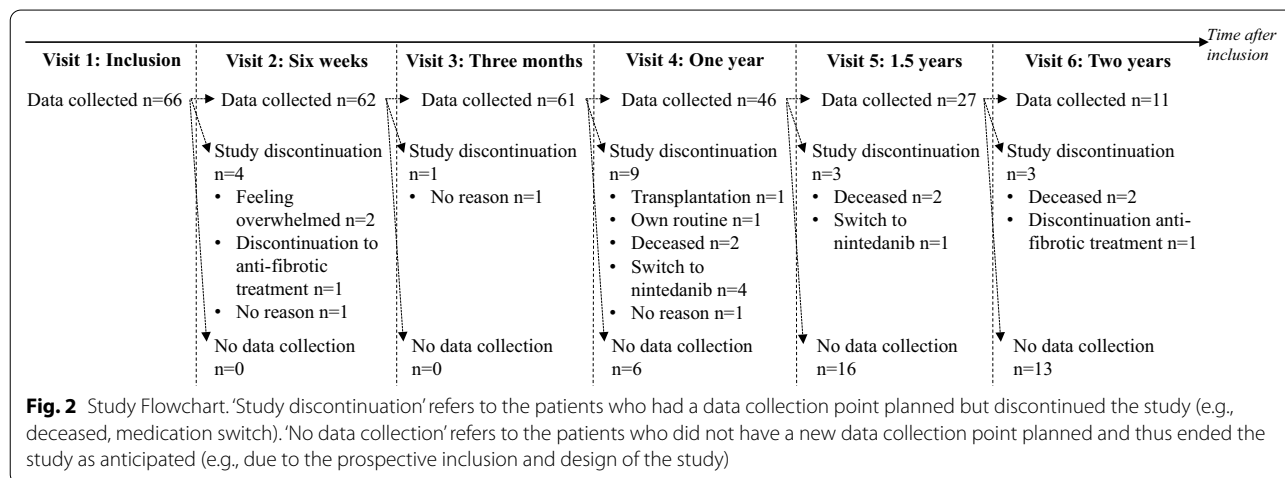 Time after
inclusion
Visit 1: Inclusion
Visit 2: Six weeks
Visit 3: Three months
Visit 4: One year
Visit 5: 1.5 years
Visit 6: Two years
Data collected n=66
Data collected n=62
Data collected n=61
Data collected n=46
Data collected n=27
Data collected n=11
Study discontinuation
n=4
• Feeling
overwhelmed n=2
• Discontinuation to
anti-fibrotic
treatment n=1
• No reason n=1
Study discontinuation
n=1
• No reason n=1
Study discontinuation
n=9
• Transplantation n=1
• Own routine n=1
• Deceased n=2
• Switch to
nintedanib n=4
• No reason n=1
Study discontinuation
n=3
• Deceased n=2
• Switch to
nintedanib n=1
Study discontinuation
n=3
• Deceased n=2
• Discontinuation anti-
fibrotic treatment n=1
No data collection
n=0
No data collection
n=0
No data collection
n=6
No data collection
n=16
No data collection
n=13
Fig. 2 Study Flowchart. ‘Study discontinuation’ refers to the patients who had a data collection point planned but discontinued the study (e.g.,
deceased, medication switch). ‘No data collection’ refers to the patients who did not have a new data collection point planned and thus ended the
study as anticipated (e.g., due to the prospective inclusion and design of the study)